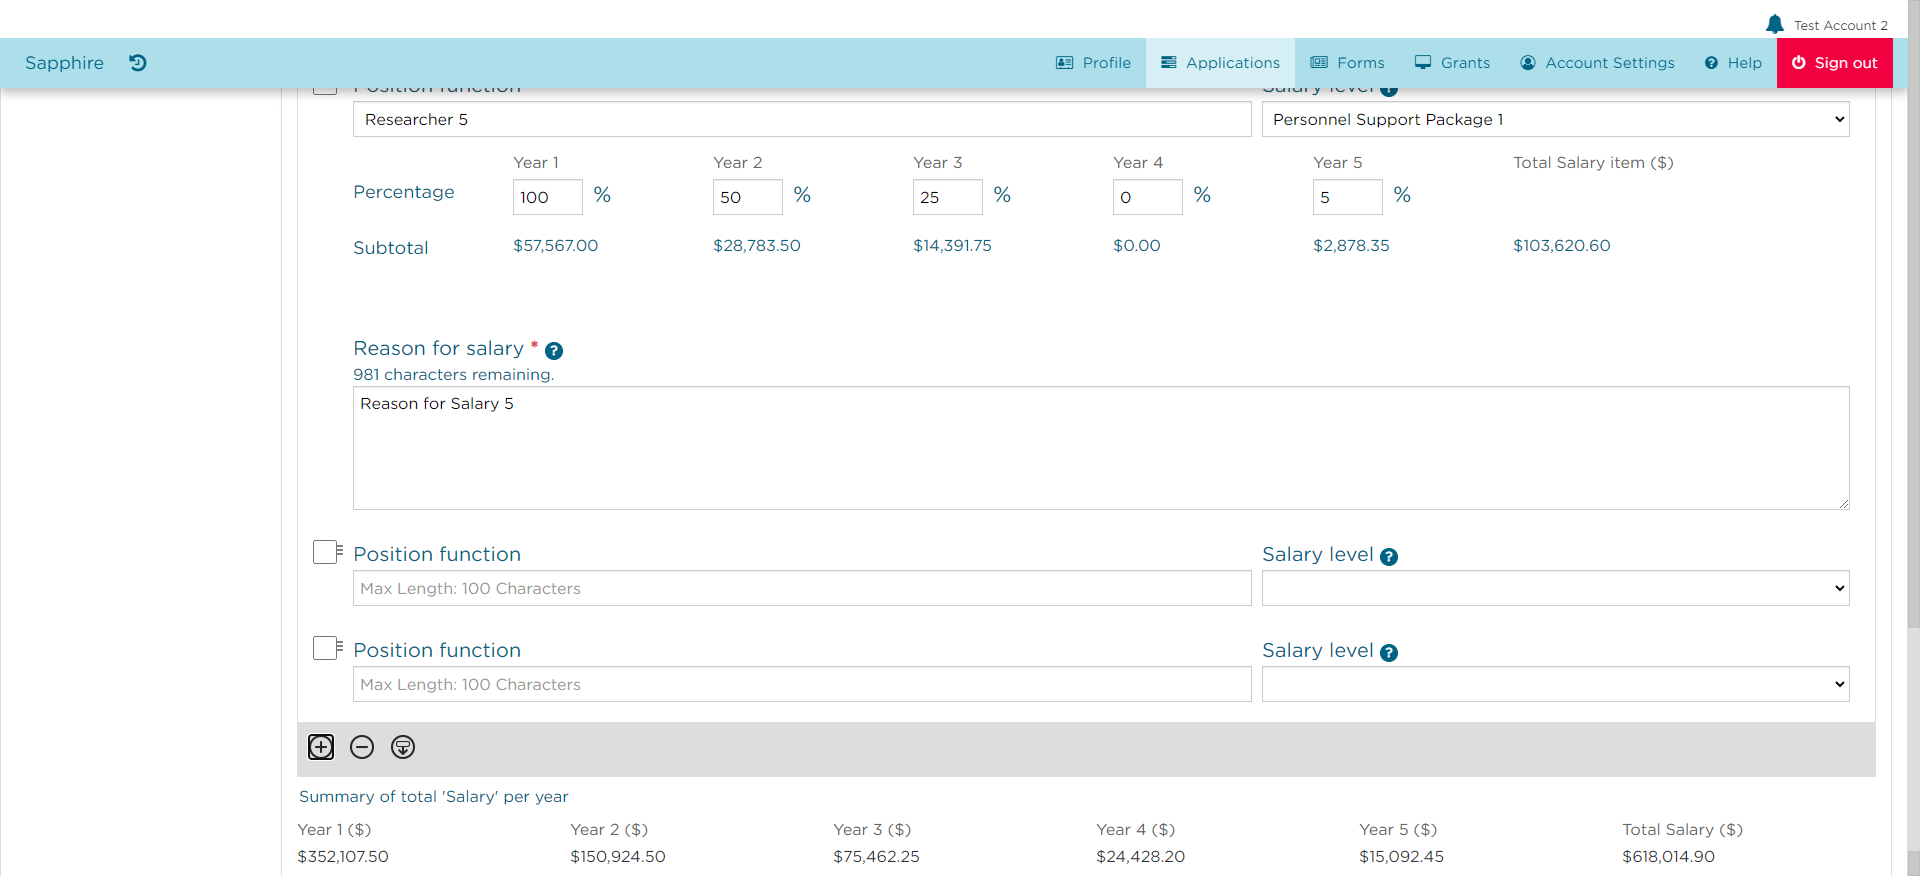 Test Account 2
Sapphire Profile Applications Forms Grants Account Settings Help Sign out
Position function Salary level
Researcher 5 Personnel Support Package 1
Year 1 Year 2 Year 3 Year 4 Year 5 Total Salary item ($)
Percentage 100 % 50 % 25 % 0 % 5 %
Subtotal $57,567.00 $28,783.50 $14,391.75 $0.00 $2,878.35 $103,620.60
Reason for salary * ?
981 characters remaining.
Reason for Salary 5
Position function Salary level ?
Max Length: 100 Characters
Position function Salary level ?
Max Length: 100 Characters
Summary of total 'Salary' per year
Year 1 ($) Year 2 ($) Year 3 ($) Year 4 ($) Year 5 ($) Total Salary ($)
$352,107.50 $150,924.50 $75,462.25 $24,428.20 $15,092.45 $618,014.90